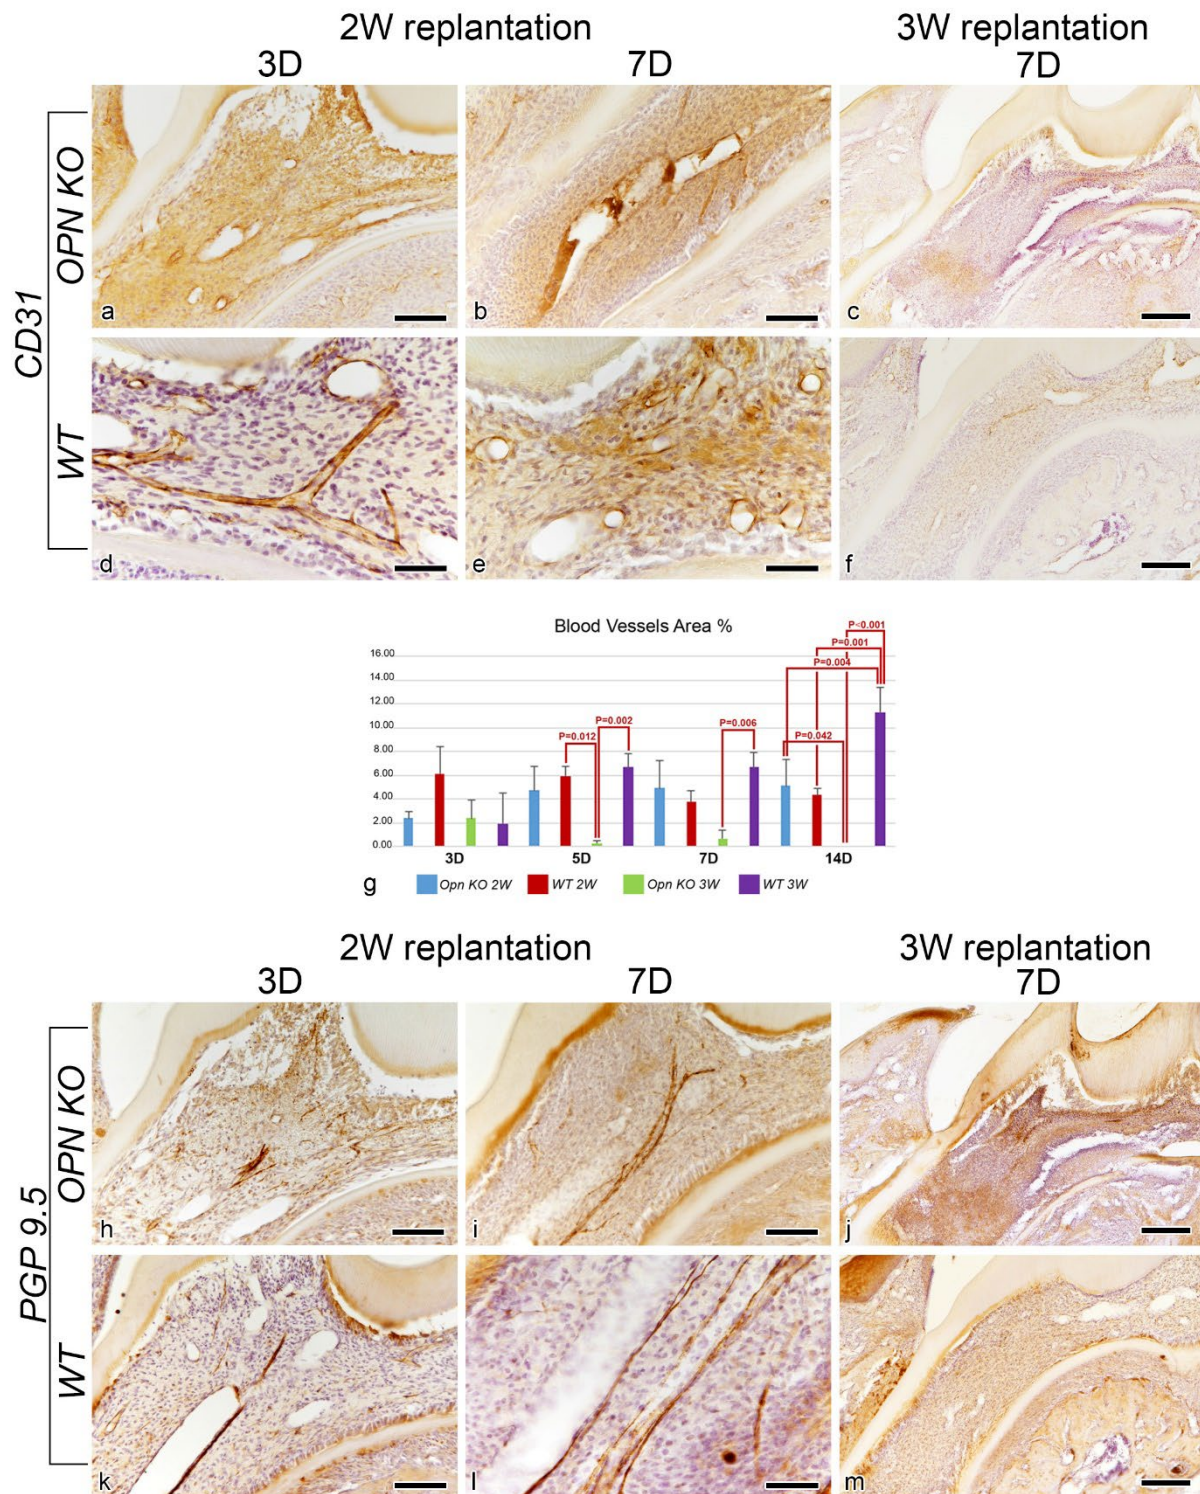 2W replantation
3W replantation
3D
7D
7D
CD31
OPN KO
WT
a
b
c
d
e
f
Blood Vessels Area %
16.00
14.00
12.00
10.00
8.00
6.00
4.00
2.00
0.00
P<0.001
P=0.001
P=0.004
P=0.002
P=0.006
P=0.012
P=0.042
3D
5D
7D
14D
g
Opn KO 2W
WT 2W
Opn KO 3W
WT 3W
2W replantation
3W replantation
3D
7D
7D
PGP 9.5
OPN KO
WT
h
i
j
k
l
m